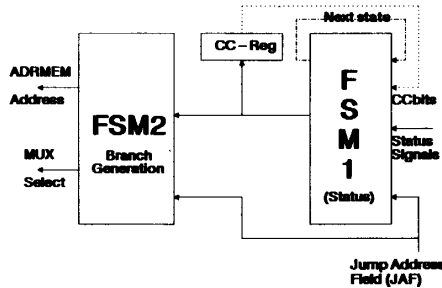 Next state
CC - Reg
ADRMEM
Address
FSM2
Branch
Generation
MUX
Select
F
S
M
1
(Status)
CCbits
Status
Signals
Jump Address
Field (JAF)